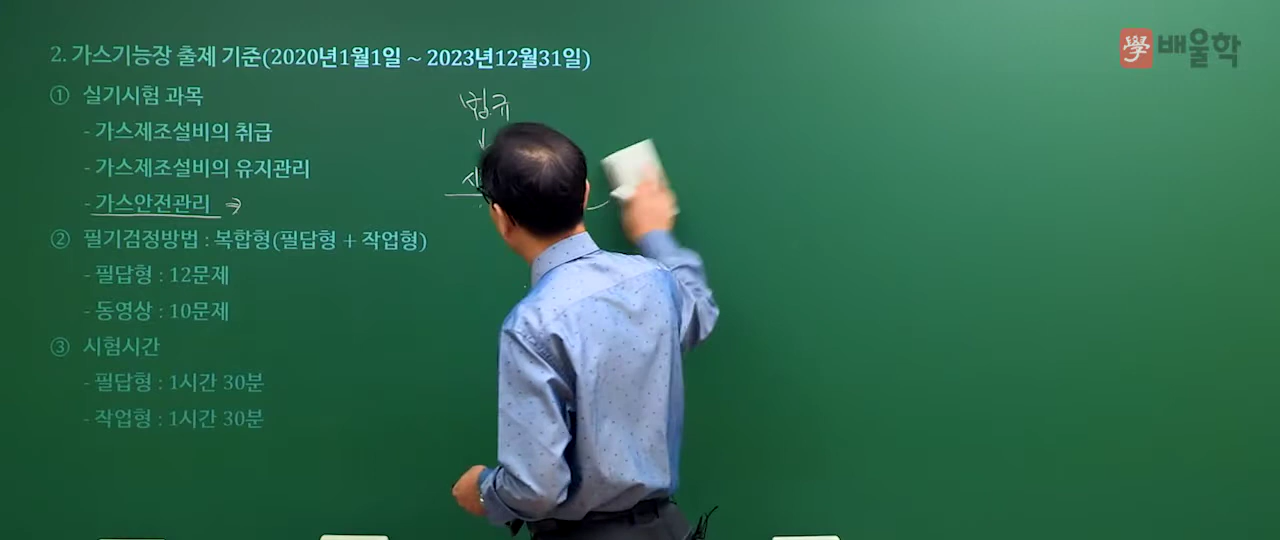 2. 가스기능장 출제 기준(2020년1월1일 ~ 2023년12월31일)
學 배울학
① 실기시험 과목
법규
- 가스제조설비의 취급
- 가스제조설비의 유지관리
- 가스안전관리
② 필기검정방법 : 복합형(필답형 + 작업형)
- 필답형 : 12문제
- 동영상 : 10문제
③ 시험시간
- 필답형 : 1시간 30분
- 작업형 : 1시간 30분